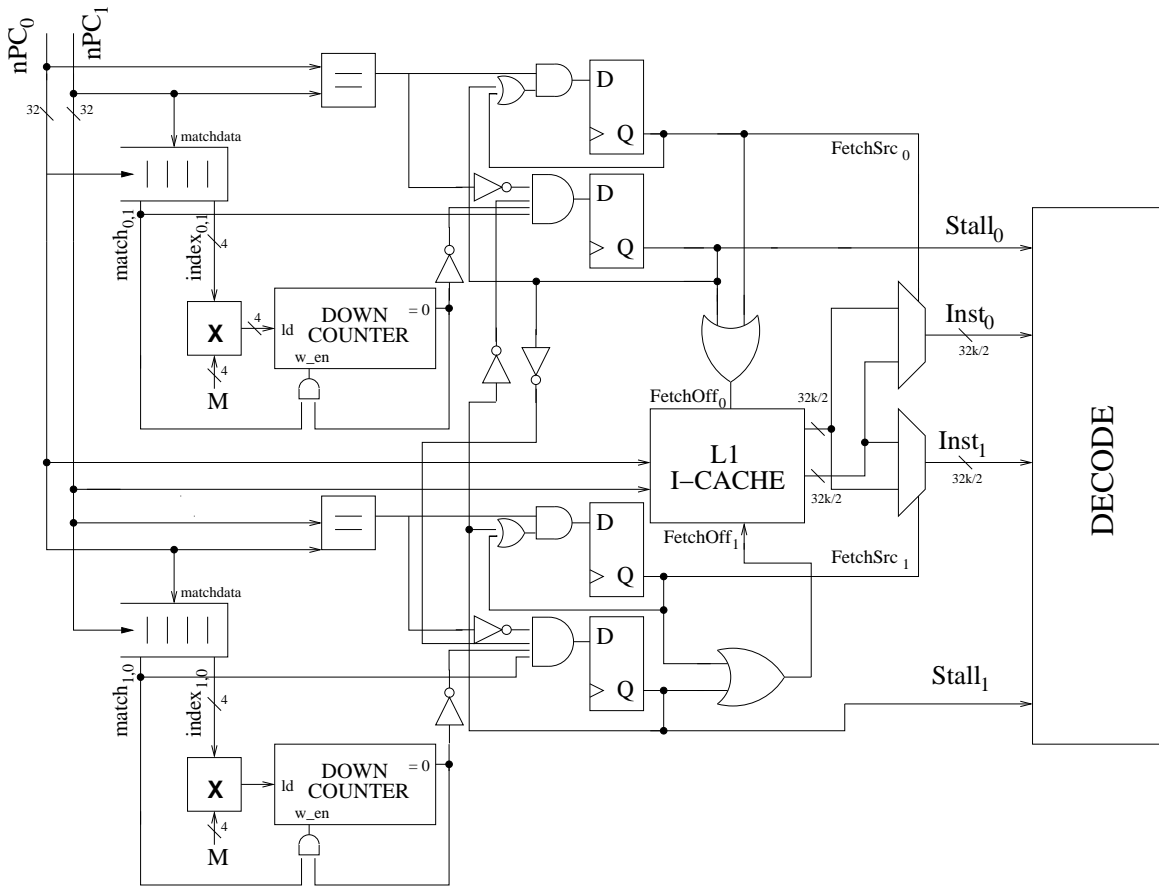 nPC0
nPC1
32
32
matchdata
D
Q
FetchSrc 0
match0,1
index0,1
4
D
Q
Stall0
X
4
ld
DOWN
COUNTER
= 0
w_en
4
M
Inst0
32k/2
FetchOff0
32k/2
L1
I-CACHE
32k/2
Inst1
32k/2
DECODE
FetchOff1
D
Q
FetchSrc 1
matchdata
match1,0
index1,0
4
D
Q
Stall1
X
ld
DOWN
COUNTER
= 0
w_en
4
M